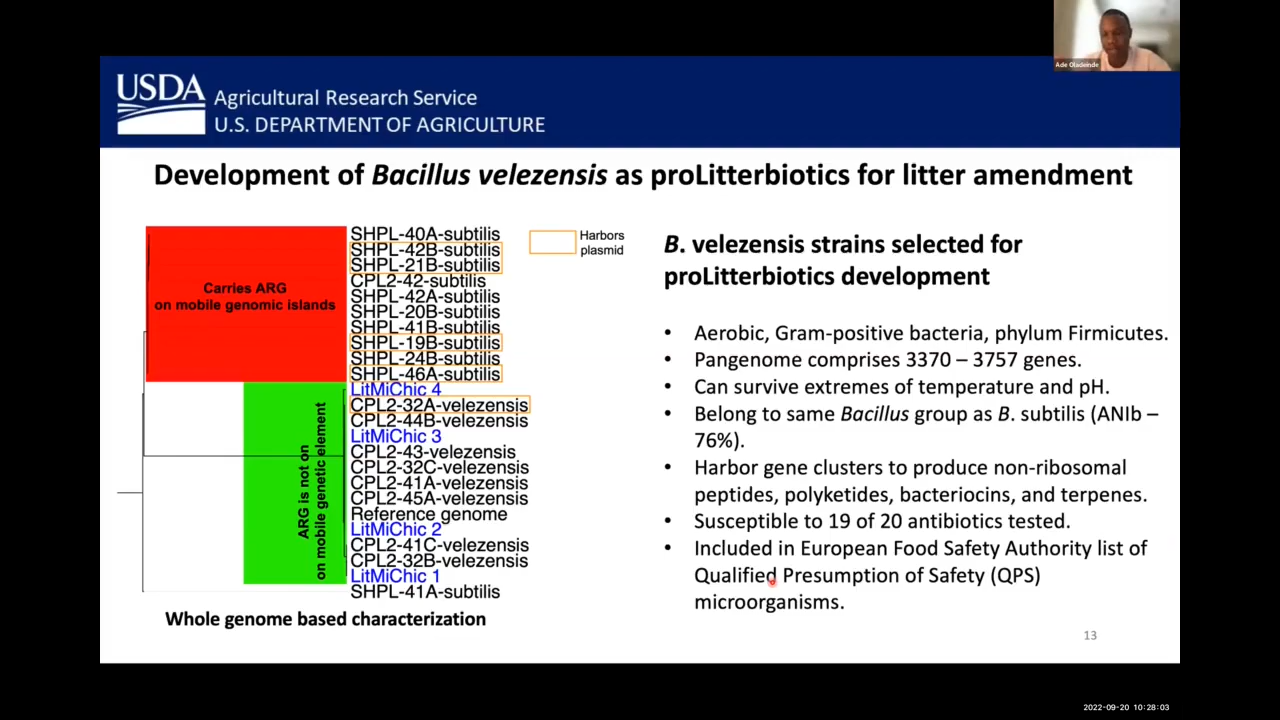 Ade Oladeinde
USDA
Agricultural Research Service
U.S. DEPARTMENT OF AGRICULTURE
Development of Bacillus velezensis as proLitterbiotics for litter amendment
Carries ARG
on mobile genomic islands
ARG is not on
on mobile genetic element
SHPL-40A-subtilis
SHPL-42B-subtilis
SHPL-21B-subtilis
CPL2-42-subtilis
SHPL-42A-subtilis
SHPL-20B-subtilis
SHPL-41B-subtilis
SHPL-19B-subtilis
SHPL-24B-subtilis
SHPL-46A-subtilis
LitMiChic 4
CPL2-32A-velezensis
CPL2-44B-velezensis
LitMiChic 3
CPL2-43-velezensis
CPL2-32C-velezensis
CPL2-41A-velezensis
CPL2-45A-velezensis
Reference genome
LitMiChic 2
CPL2-41C-velezensis
CPL2-32B-velezensis
LitMiChic 1
SHPL-41A-subtilis
Harbors
plasmid
Whole genome based characterization
B. velezensis strains selected for
proLitterbiotics development
• Aerobic, Gram-positive bacteria, phylum Firmicutes.
• Pangenome comprises 3370 – 3757 genes.
• Can survive extremes of temperature and pH.
• Belong to same Bacillus group as B. subtilis (ANIb –
76%).
• Harbor gene clusters to produce non-ribosomal
peptides, polyketides, bacteriocins, and terpenes.
• Susceptible to 19 of 20 antibiotics tested.
• Included in European Food Safety Authority list of
Qualified Presumption of Safety (QPS)
microorganisms.
13
2022-09-20 10:28:03